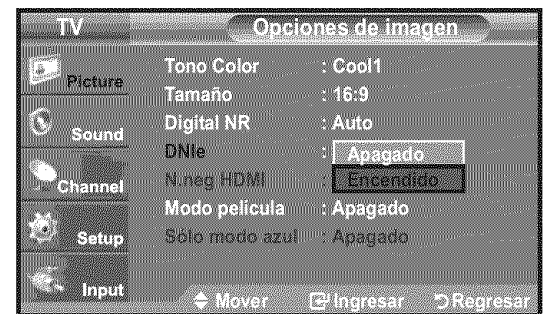 TV
Opciones de imagen
Picture
Sound
Channel
Setup
Input
Tono Color : Cool1
Tamaño : 16:9
Digital NR : Auto
DNIe : Apagado
N.neg HDMI : Encendido
Modo película : Apagado
Sólo modo azul : Apagado
Mover Ingresar Regresar